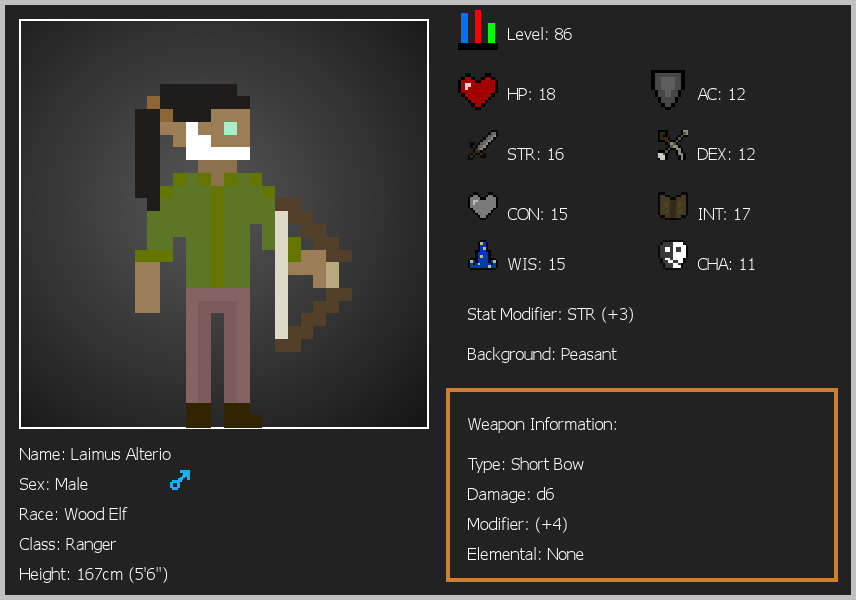 Level: 86
HP: 18
AC: 12
STR: 16
DEX: 12
CON: 15
INT: 17
WIS: 15
CHA: 11
Stat Modifier: STR (+3)
Background: Peasant
Weapon Information:
Type: Short Bow
Damage: d6
Modifier: (+4)
Elemental: None
Name: Laimus Alterio
Sex: Male
Race: Wood Elf
Class: Ranger
Height: 167cm (5'6")